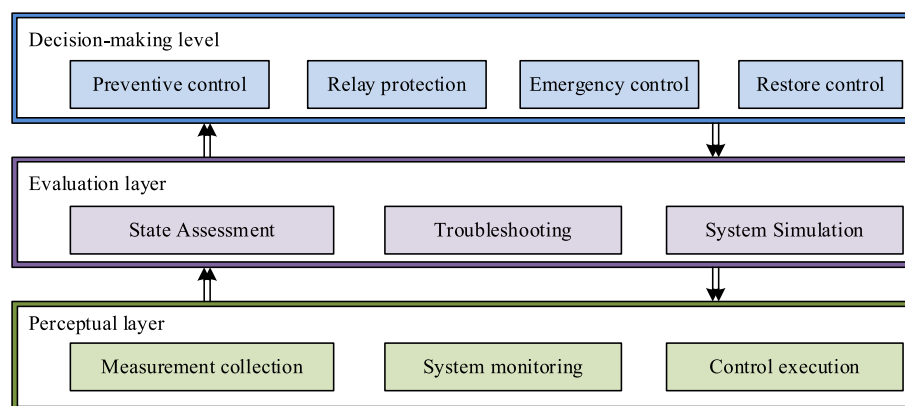 Decision-making level
Preventive control
Relay protection
Emergency control
Restore control
Evaluation layer
State Assessment
Troubleshooting
System Simulation
Perceptual layer
Measurement collection
System monitoring
Control execution